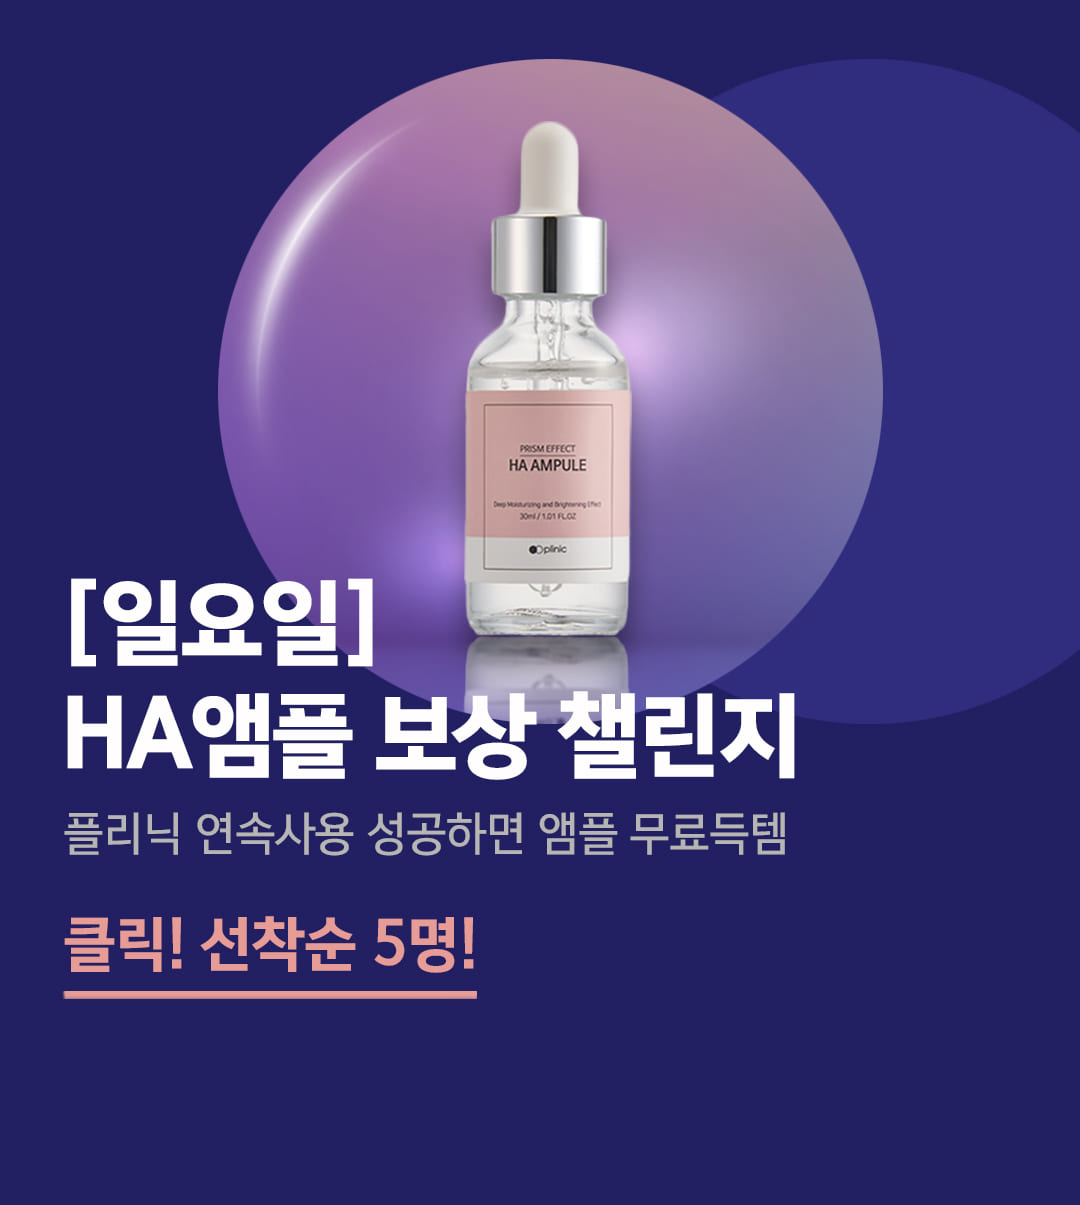 PRISM EFFECT
HA AMPULE
Deep Moisturizing and Brightening Effect
30ml / 1.01 FL.OZ
plinic
[일요일]
HA앰플 보상 챌린지
플리닉 연속사용 성공하면 앰플 무료득템
클릭! 선착순 5명!